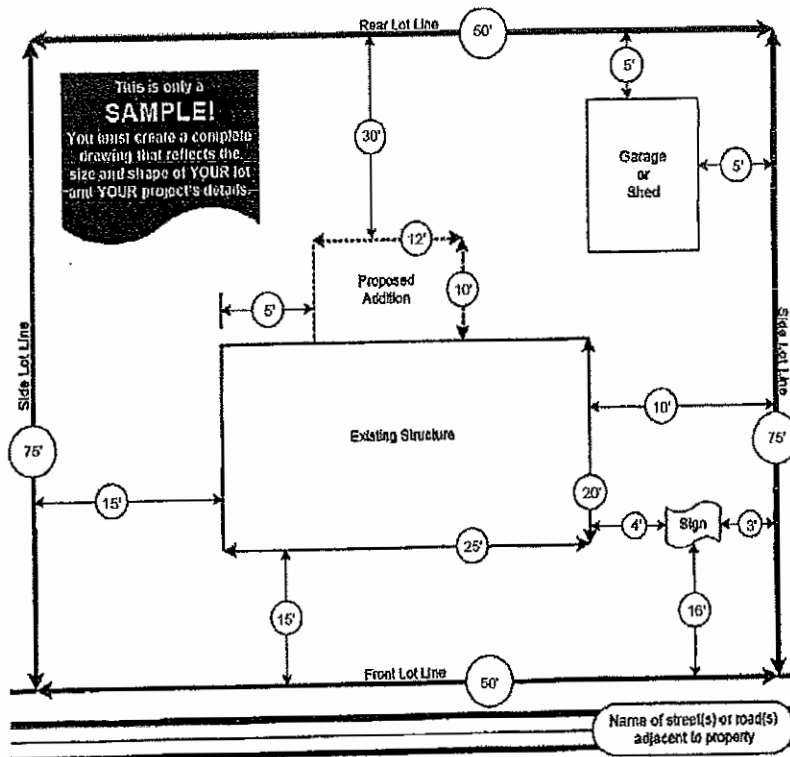 Rear Lot Line
50'
This is only a
SAMPLE!
You must create a complete
drawing that reflects the
size and shape of YOUR lot
and YOUR project's details.
30'
5'
Garage
or
Shed
5'
12'
Proposed
Addition
10'
5'
Side Lot Line
Side Lot Line
Existing Structure
10'
75'
75'
15'
20'
4'
Sign
3'
25'
15'
16'
Front Lot Line
50'
Name of street(s) or road(s)
adjacent to property